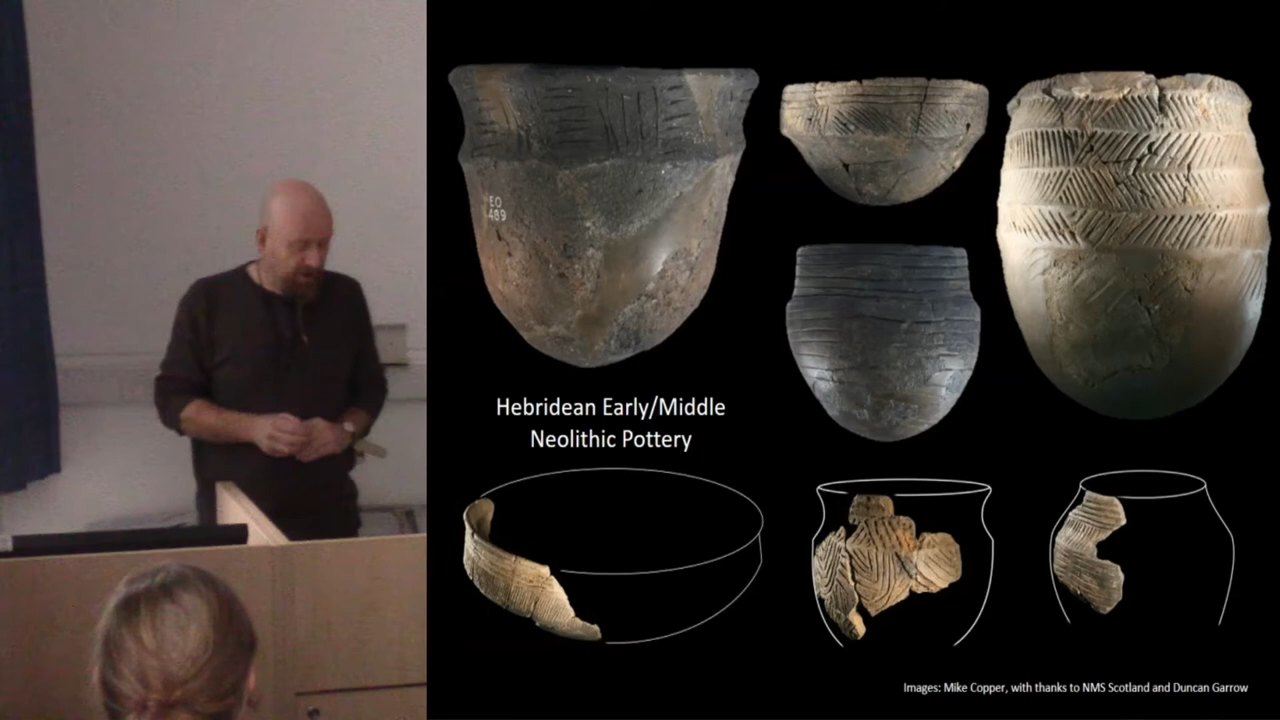 EO
489
Hebridean Early/Middle
Neolithic Pottery
Images: Mike Copper, with thanks to NMS Scotland and Duncan Garrow